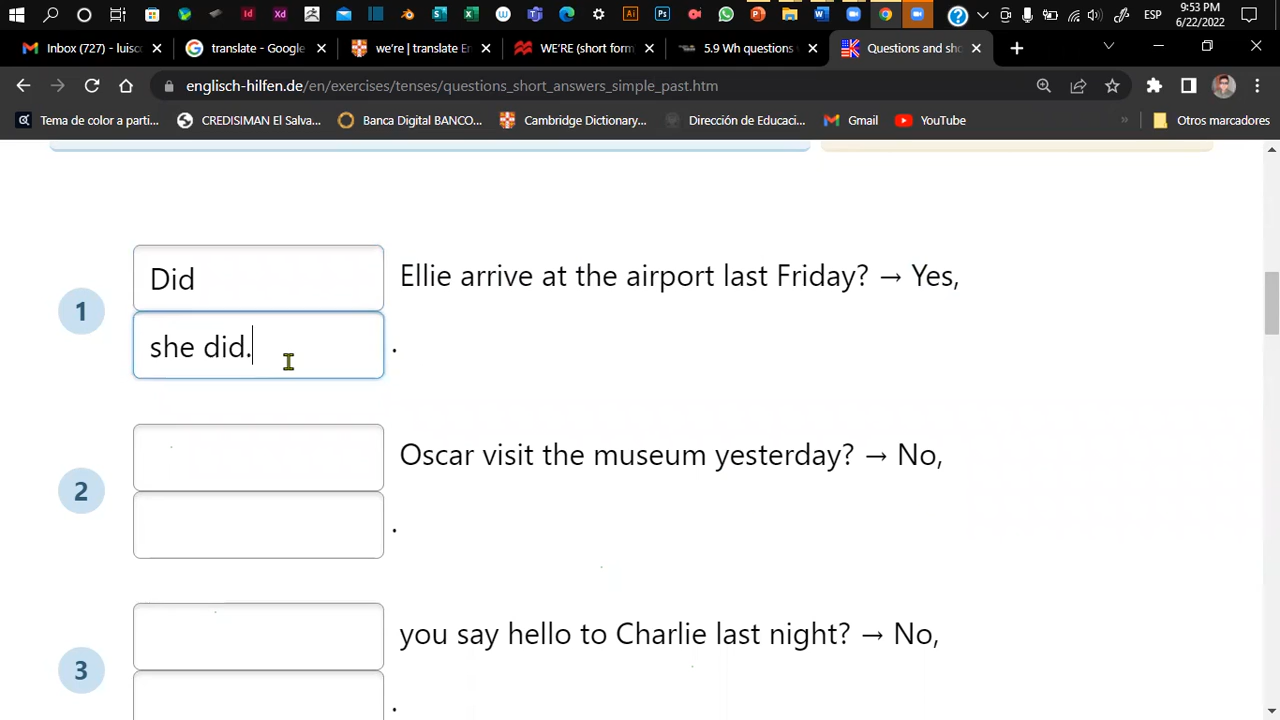 9:53 PM
ESP
6/22/2022
Inbox (727) - luisc
translate - Google
we're | translate En
WE'RE (short form
5.9 Wh questions
Questions and sho
englisch-hilfen.de/en/exercises/tenses/questions_short_answers_simple_past.htm
Tema de color a parti...
CREDISIMAN El Salva...
Banca Digital BANCO...
Cambridge Dictionary...
Dirección de Educaci...
Gmail
YouTube
»
Otros marcadores
Did Ellie arrive at the airport last Friday? → Yes,
1
she did. .
Oscar visit the museum yesterday? → No,
2
.
you say hello to Charlie last night? → No,
3
.